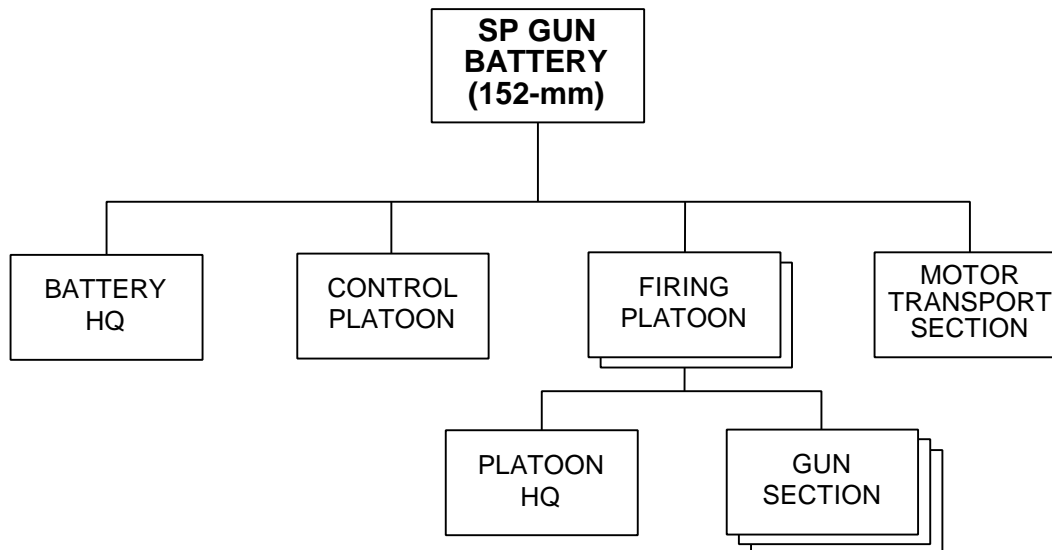 SP GUN
BATTERY
(152-mm)
BATTERY
HQ
CONTROL
PLATOON
FIRING
PLATOON
MOTOR
TRANSPORT
SECTION
PLATOON
HQ
GUN
SECTION